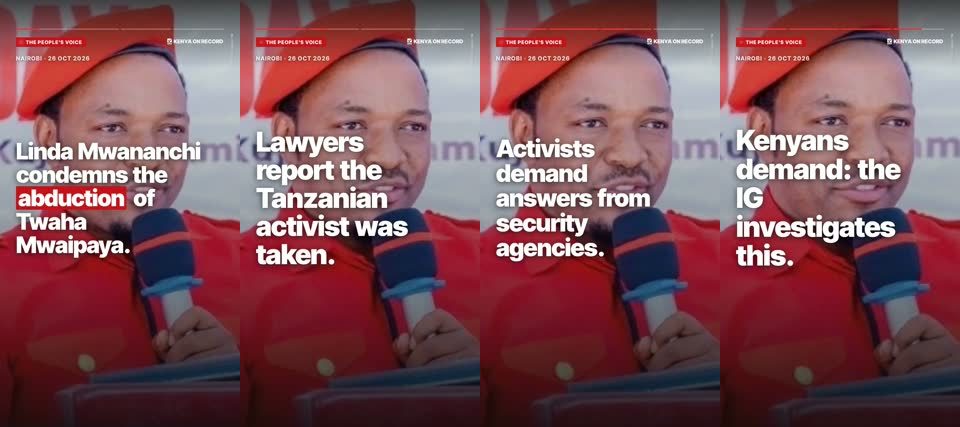 THE PEOPLE'S VOICE
KENYA ON RECORD
NAIROBI · 26 OCT 2026
Linda Mwananchi
condemns the
abduction of
Twaha
Mwaipaya.
THE PEOPLE'S VOICE
KENYA ON RECORD
NAIROBI · 26 OCT 2026
Lawyers
report the
Tanzanian
activist was
taken.
THE PEOPLE'S VOICE
KENYA ON RECORD
NAIROBI · 26 OCT 2026
Activists
demand
answers from
security
agencies.
THE PEOPLE'S VOICE
KENYA ON RECORD
NAIROBI · 26 OCT 2026
Kenyans
demand: the
IG
investigates
this.